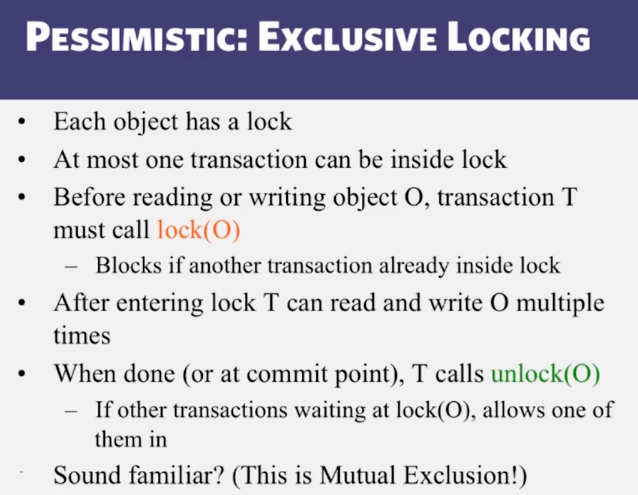 PESSIMISTIC: EXCLUSIVE LOCKING
• Each object has a lock
• At most one transaction can be inside lock
• Before reading or writing object O, transaction T
must call lock(O)
– Blocks if another transaction already inside lock
• After entering lock T can read and write O multiple
times
• When done (or at commit point), T calls unlock(O)
– If other transactions waiting at lock(O), allows one of
them in
Sound familiar? (This is Mutual Exclusion!)